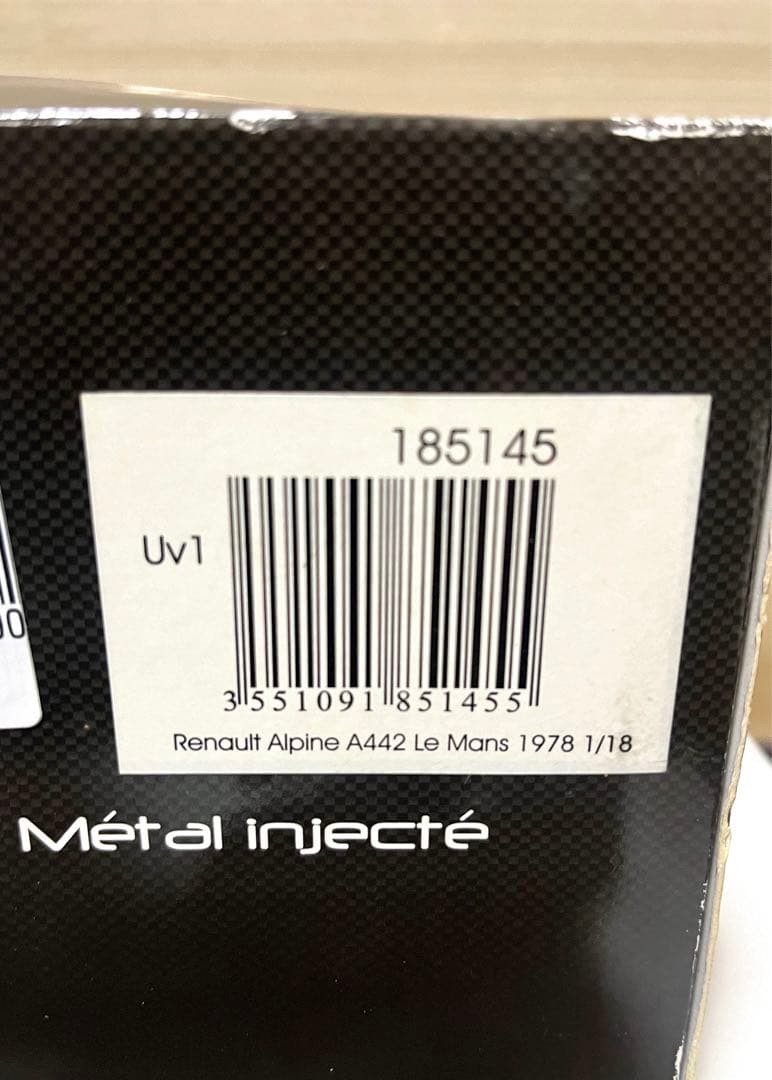 185145
Uv1
3 551091 851455
Renault Alpine A442 Le Mans 1978 1/18
Métal injecté